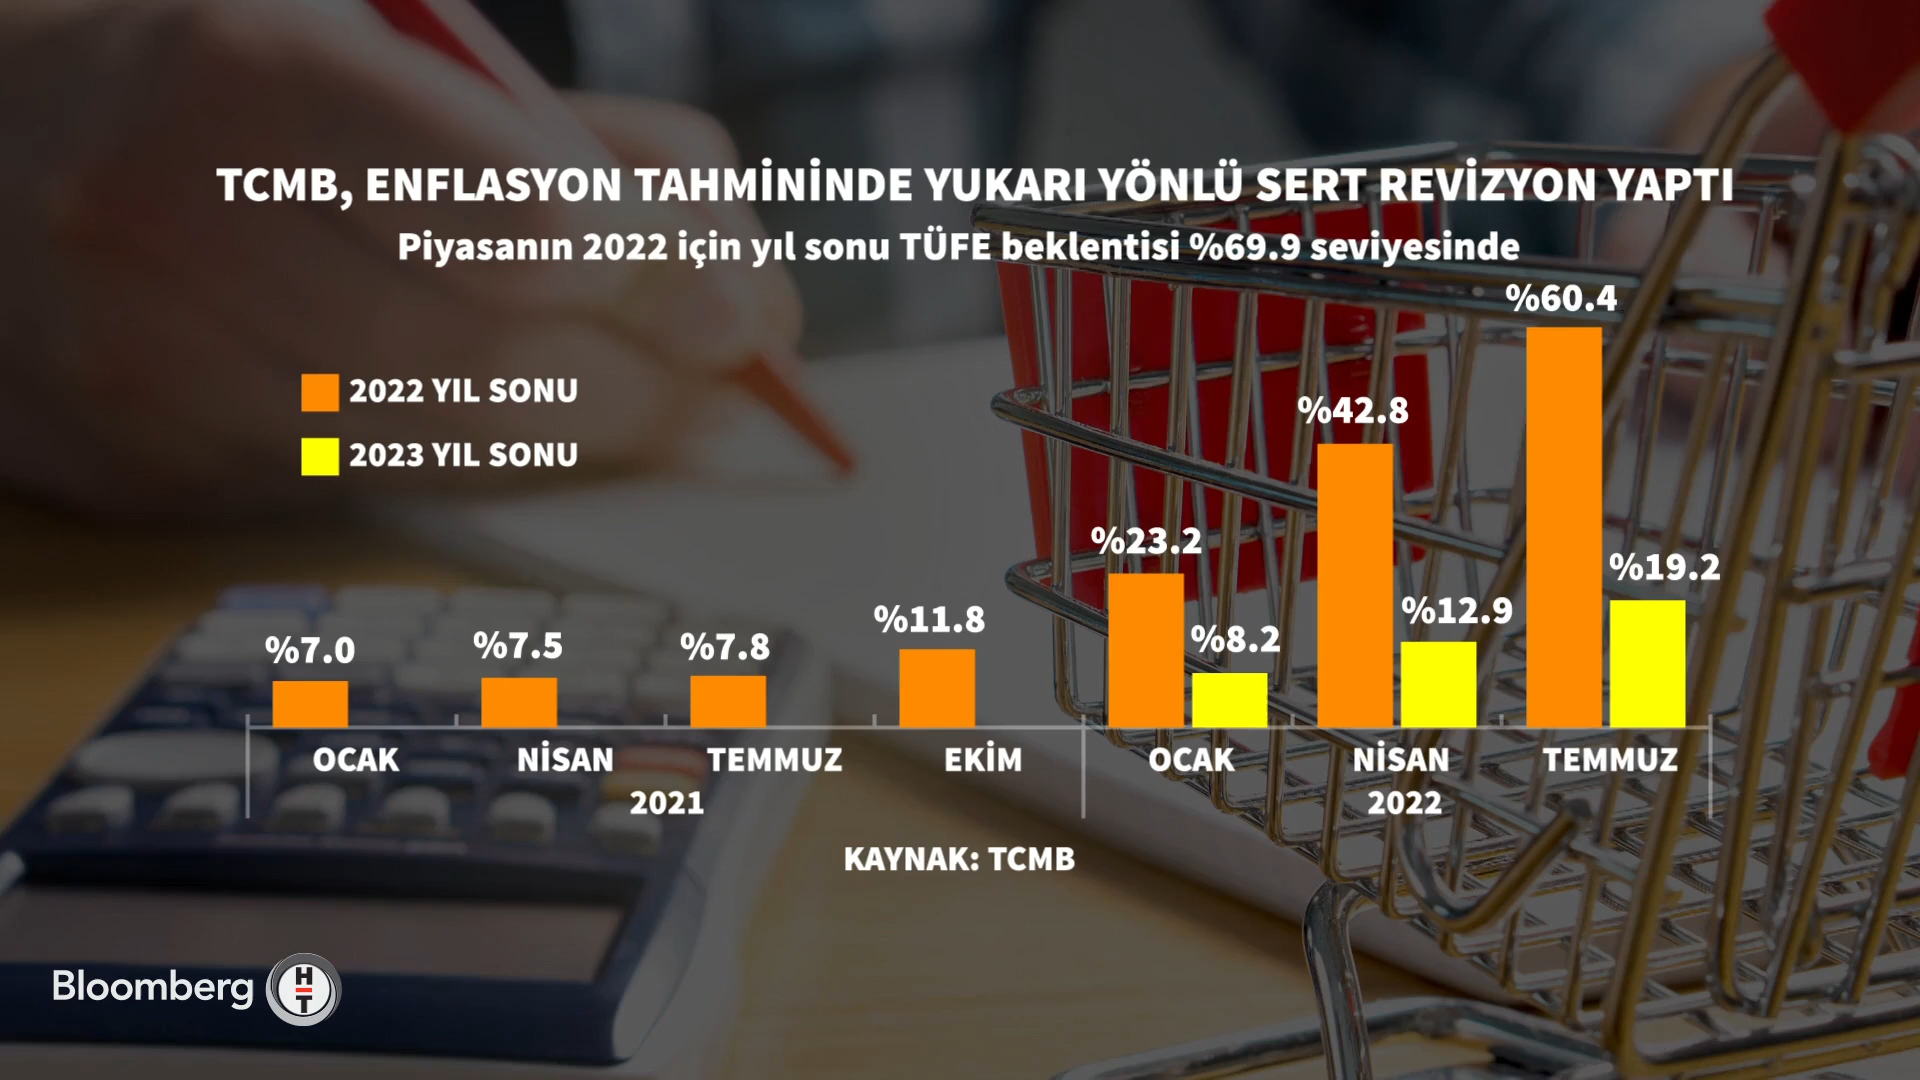 TCMB, ENFLASYON TAHMİNİNDE YUKARI YÖNLÜ SERT REVİZYON YAPTI
Piyasanın 2022 için yıl sonu TÜFE beklentisi %69.9 seviyesinde
2022 YIL SONU
2023 YIL SONU
%7.0
%7.5
%7.8
%11.8
%23.2
%8.2
%42.8
%12.9
%60.4
%19.2
OCAK NİSAN TEMMUZ EKİM OCAK NİSAN TEMMUZ
2021 2022
KAYNAK: TCMB
Bloomberg HT